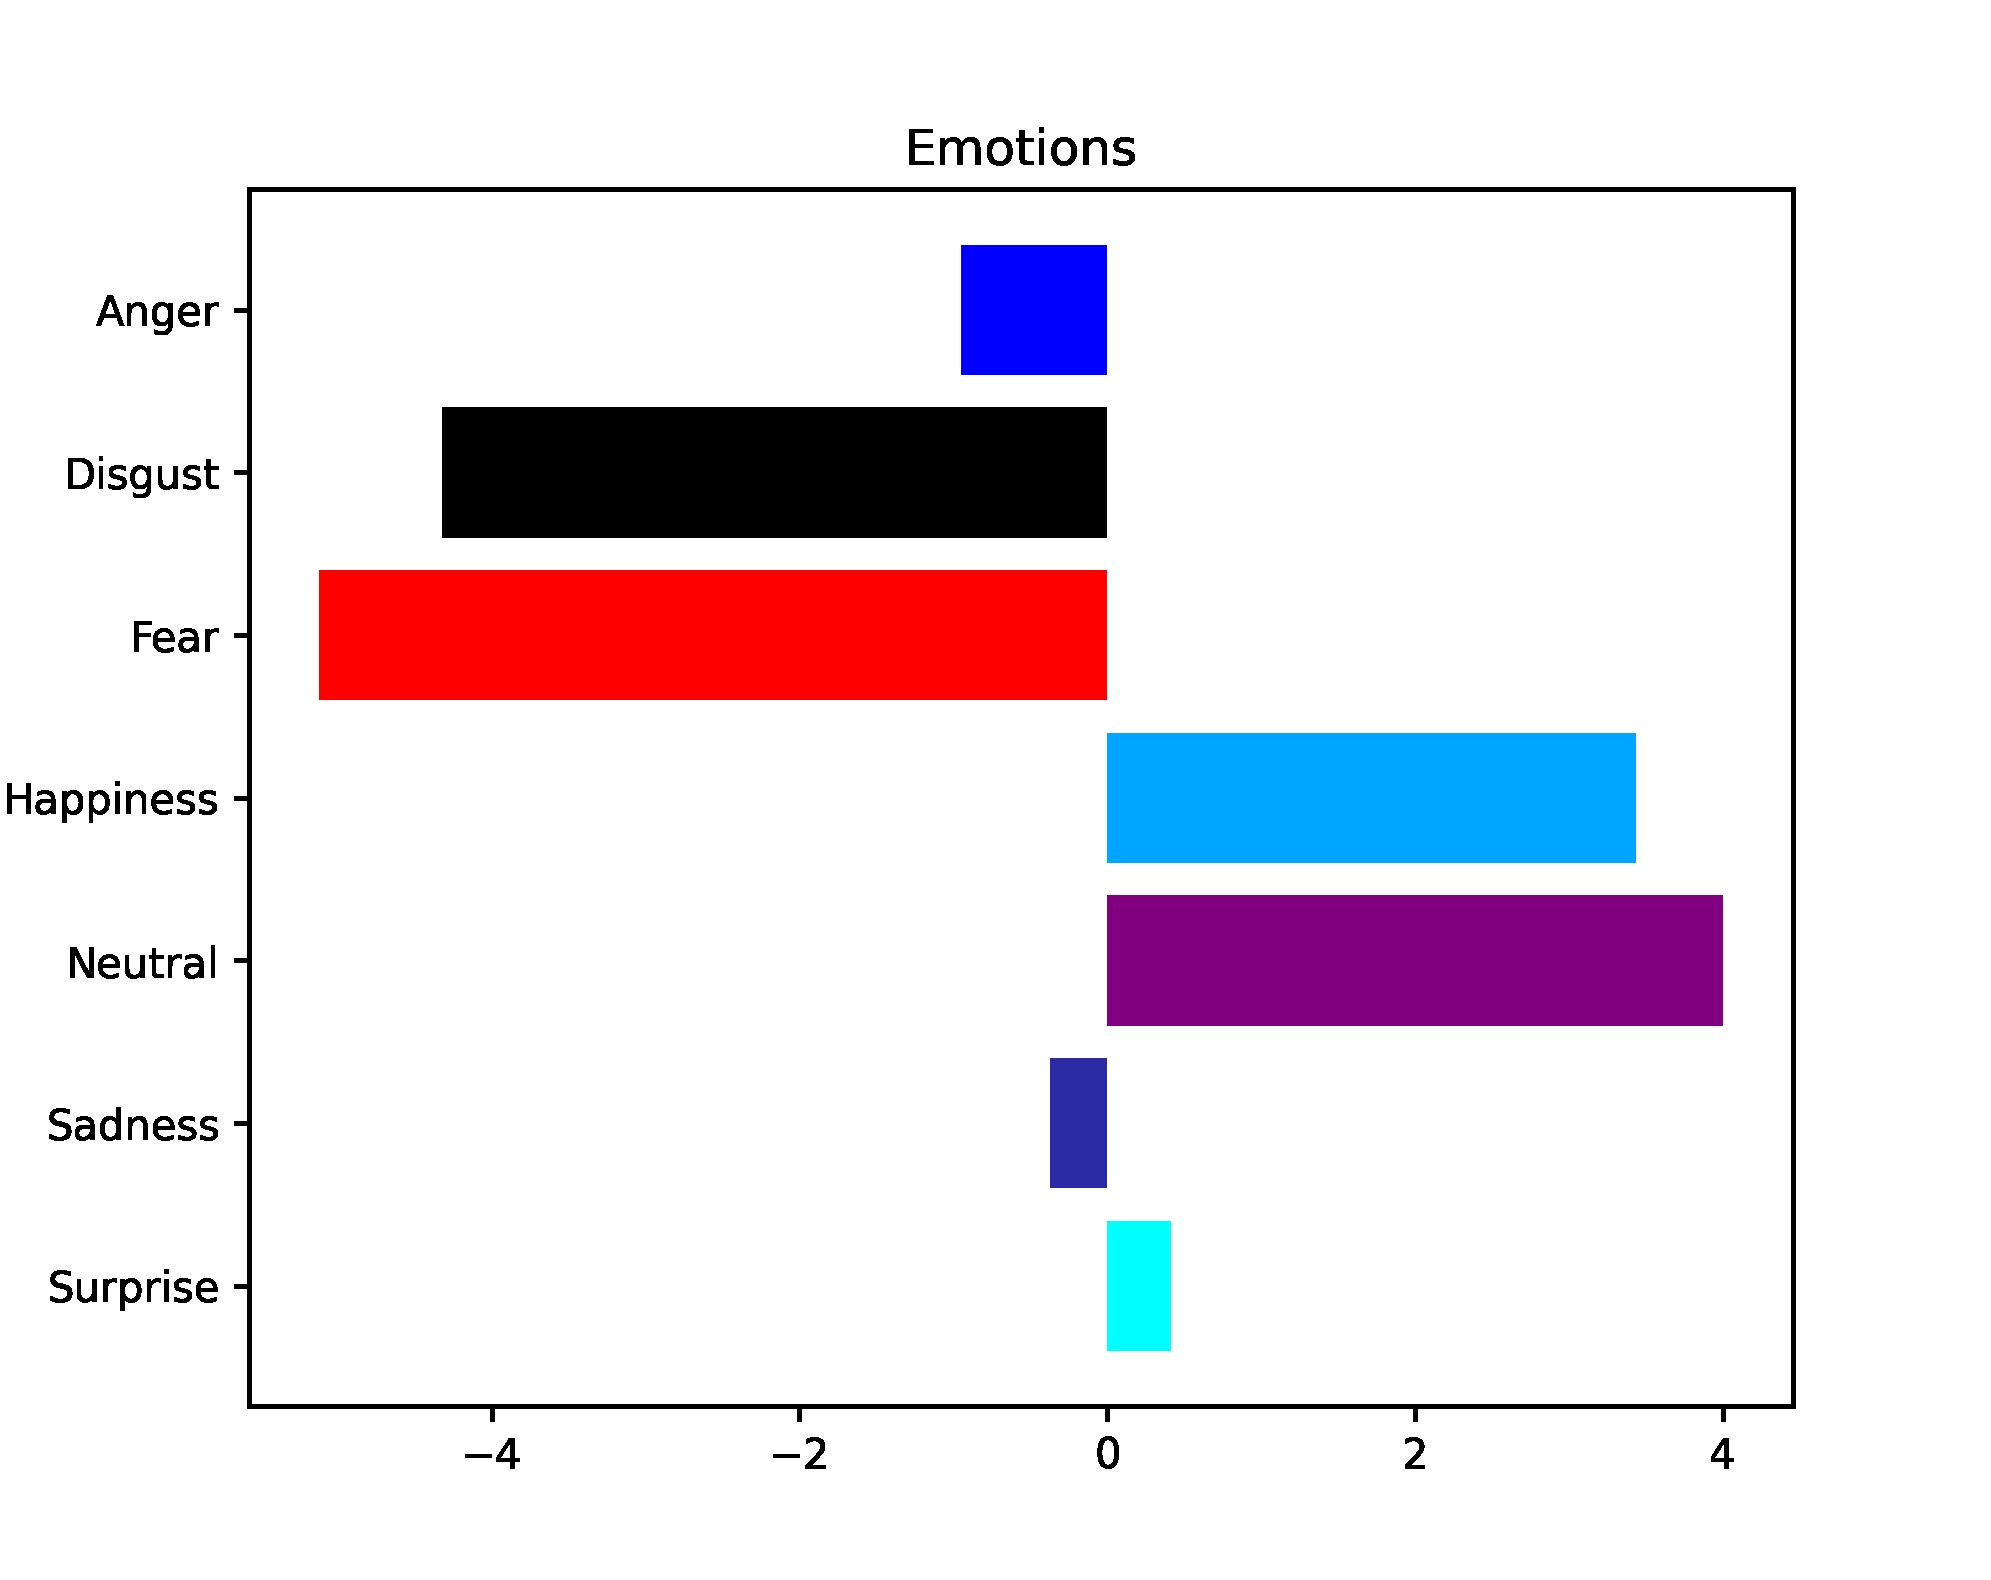 Emotions
Anger
Disgust
Fear
Happiness
Neutral
Sadness
Surprise
−4 −2 0 2 4